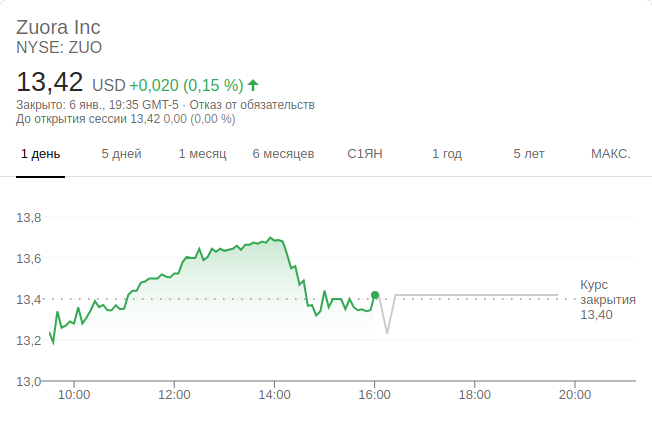 Zuora Inc
NYSE: ZUO
13,42 USD +0,020 (0,15 %)
Закрыто: 6 янв., 19:35 GMT-5 · Отказ от обязательств
До открытия сессии 13,42 0,00 (0,00 %)
1 день 5 дней 1 месяц 6 месяцев С1ЯН 1 год 5 лет МАКС.
13,8
13,6
13,4
13,2
13,0
Курс
закрытия
13,40
10:00 12:00 14:00 16:00 18:00 20:00